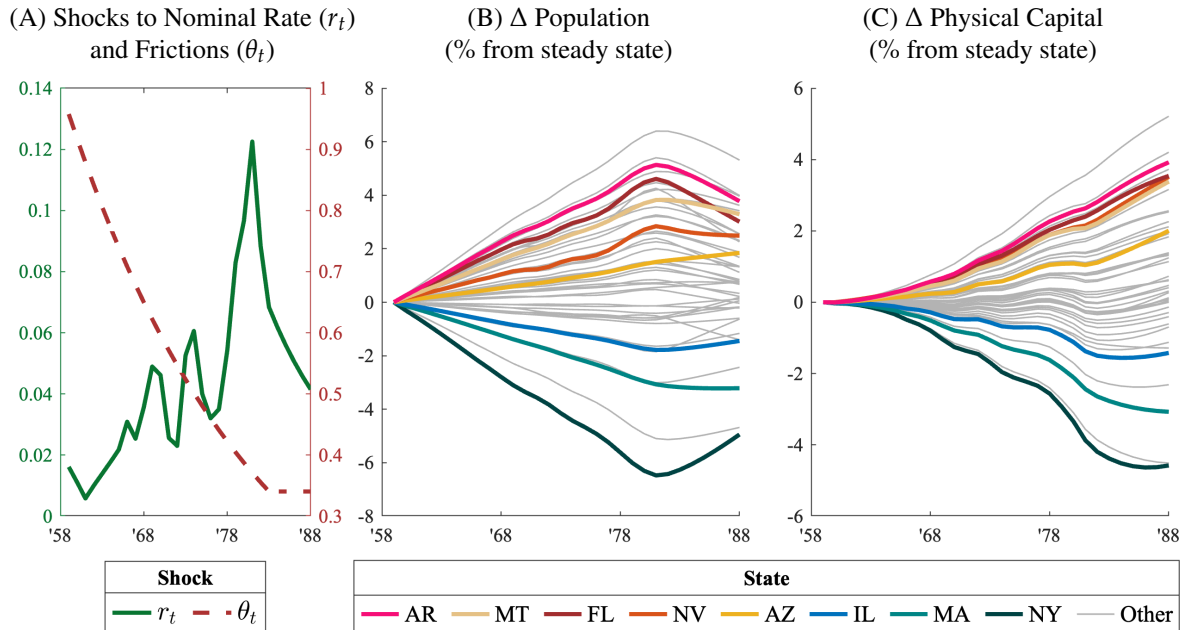 (A) Shocks to Nominal Rate (r_t)
and Frictions (θ_t)
(B) Δ Population
(% from steady state)
(C) Δ Physical Capital
(% from steady state)
0.14
0.12
0.1
0.08
0.06
0.04
0.02
0
1
0.9
0.8
0.7
0.6
0.5
0.4
0.3
'58 '68 '78 '88
8
6
4
2
0
-2
-4
-6
-8
'58 '68 '78 '88
6
4
2
0
-2
-4
-6
'58 '68 '78 '88
Shock
r_t θ_t
State
AR MT FL NV AZ IL MA NY Other